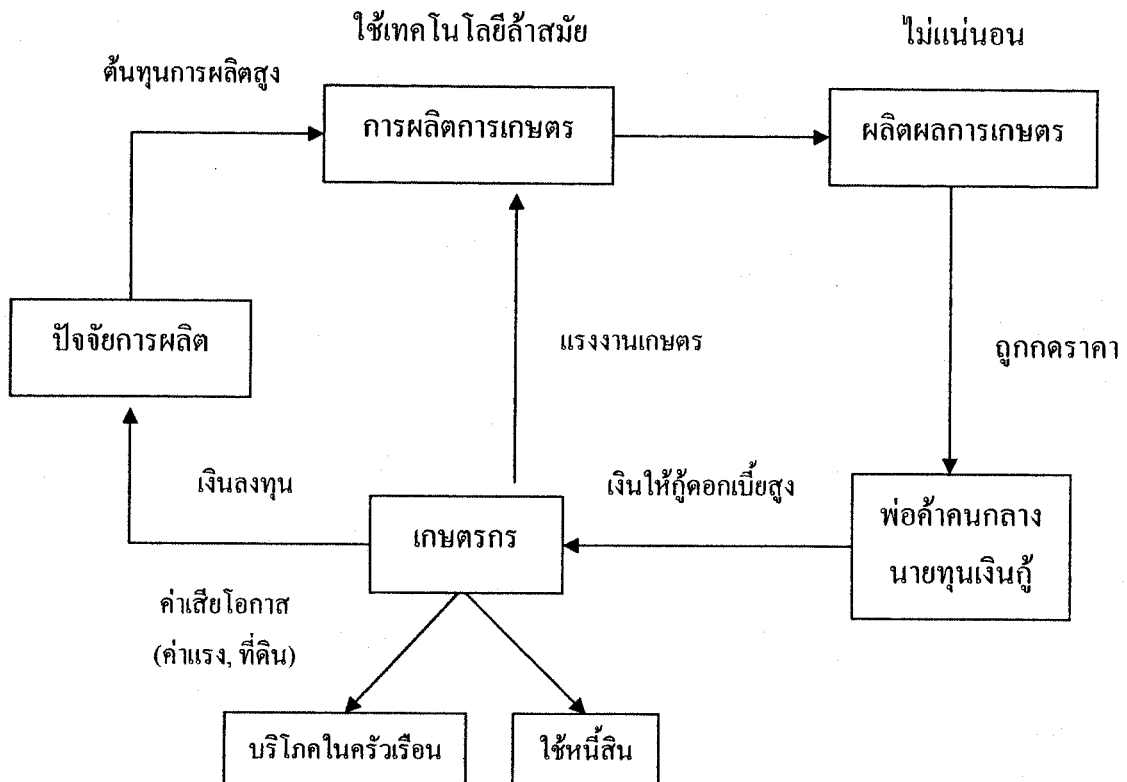 ใช้เทคโนโลยีล้าสมัย
ไม่แน่นอน
ต้นทุนการผลิตสูง
การผลิตการเกษตร
ผลิตผลการเกษตร
ปัจจัยการผลิต
แรงงานเกษตร
ถูกกดราคา
เงินลงทุน
เงินให้กู้ดอกเบี้ยสูง
เกษตรกร
พ่อค้าคนกลาง
นายทุนเงินกู้
ค่าเสียโอกาส
(ค่าแรง, ที่ดิน)
บริโภคในครัวเรือน
ใช้หนี้สิน